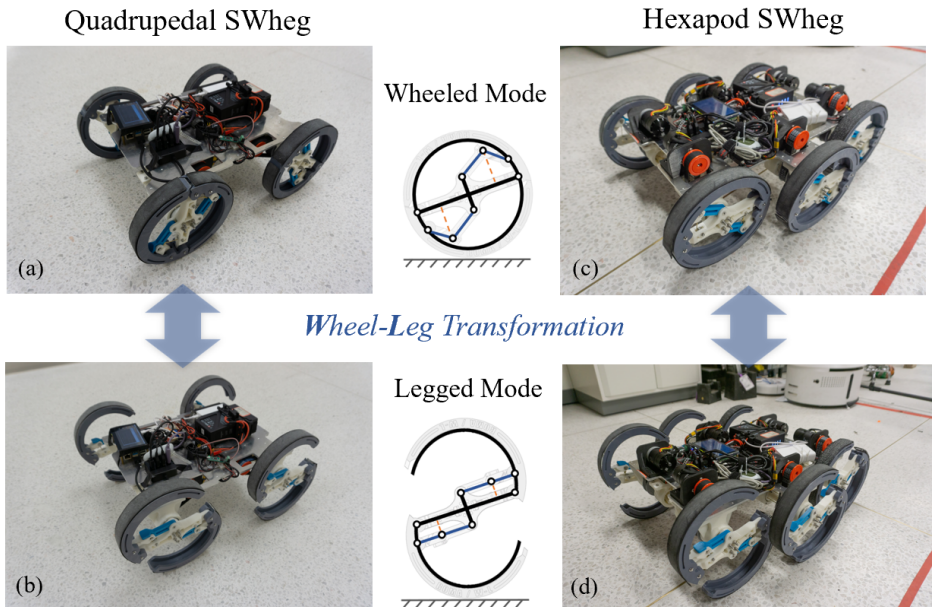 Quadrupedal SWheg
Hexapod SWheg
Wheeled Mode
(a)
(c)
Wheel-Leg Transformation
Legged Mode
(b)
(d)